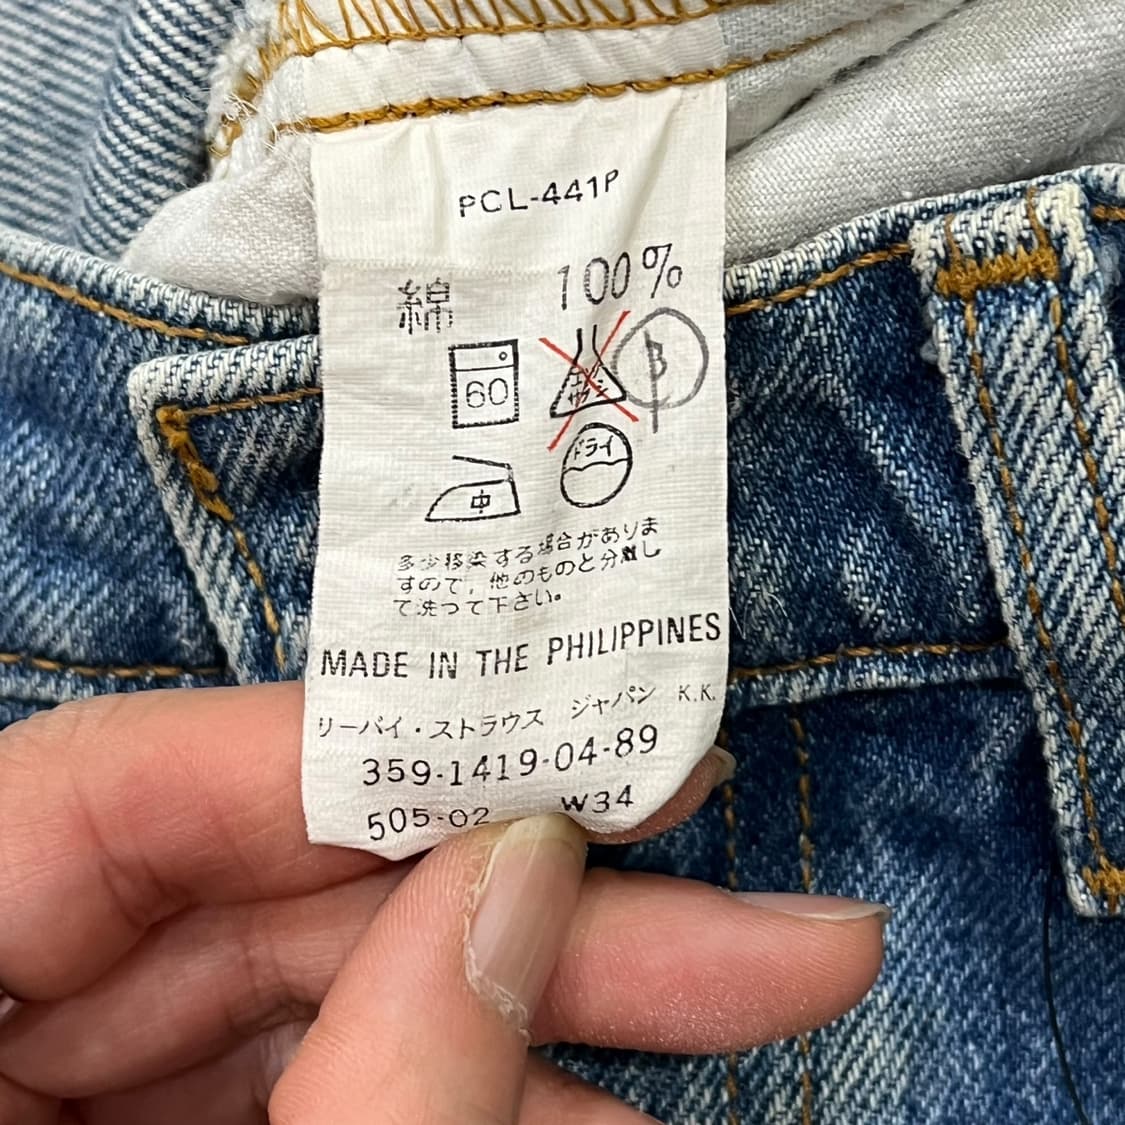 PCL-441P
綿 100%
60
中
ドライ
多少移染する場合がありま
すので, 他のものと分離し
て洗って下さい。
MADE IN THE PHILIPPINES
リーバイ・ストラウス ジャパン K.K.
359-1419-04-89
505-02 W34